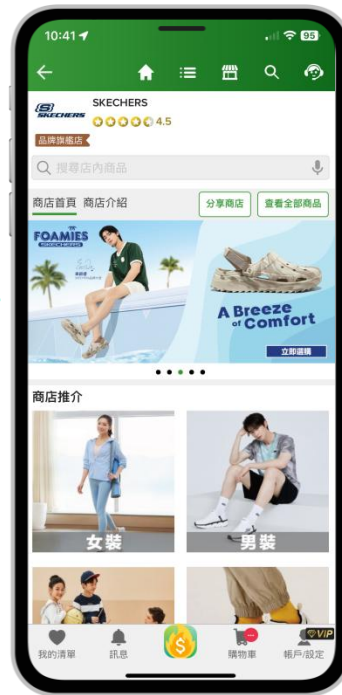 10:41
95
SKECHERS
SKECHERS
4.5
品牌旗艦店
搜尋店內商品
商店首頁 商店介紹
分享商店
查看全部商品
FOAMIES
SKECHERS
A Breeze
of Comfort
立即選購
商店推介
女裝
男裝
VIP
我的清單
訊息
購物車
帳戶/設定